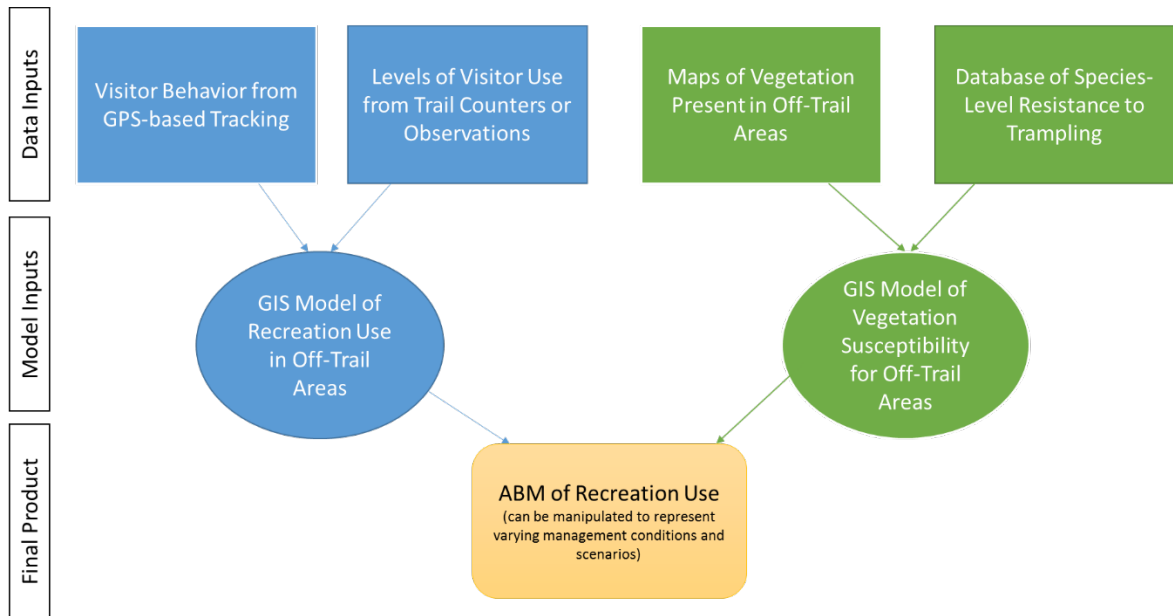 Data Inputs
Visitor Behavior from
GPS-based Tracking
Levels of Visitor Use
from Trail Counters or
Observations
Maps of Vegetation
Present in Off-Trail
Areas
Database of Species-
Level Resistance to
Trampling
Model Inputs
GIS Model of
Recreation Use
in Off-Trail
Areas
GIS Model of
Vegetation
Susceptibility
for Off-Trail
Areas
Final Product
ABM of Recreation Use
(can be manipulated to represent
varying management conditions and
scenarios)